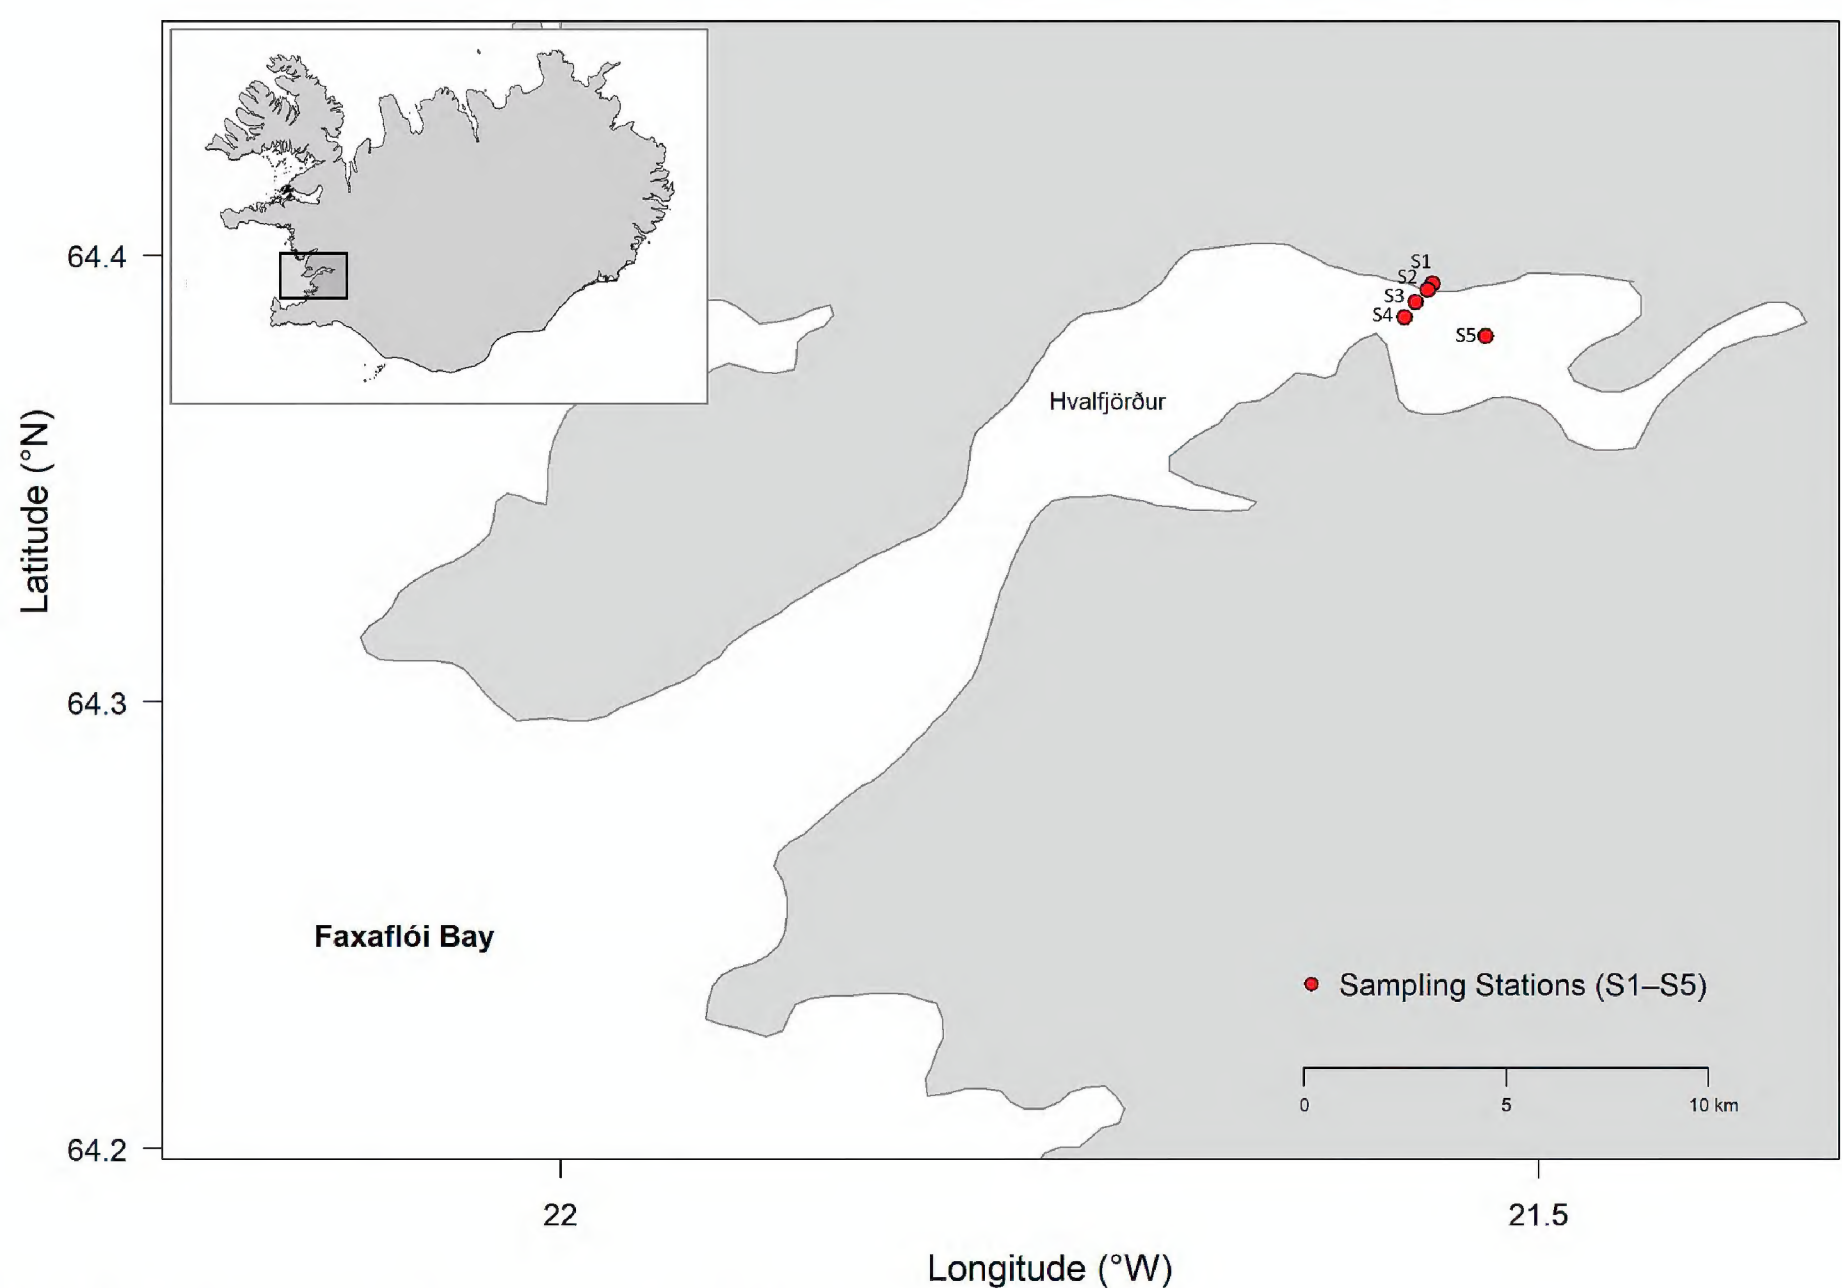 64.4
64.3
64.2
Latitude (°N)
S1
S2
S3
S4
S5
Hvalfjörður
Faxaflói Bay
Sampling Stations (S1–S5)
0 5 10 km
22 21.5
Longitude (°W)